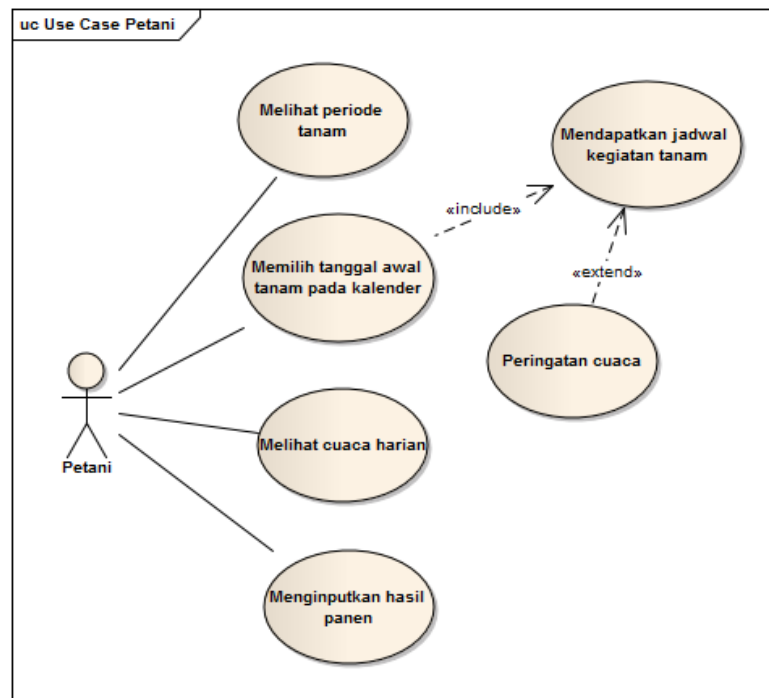 uc Use Case Petani
Melihat periode
tanam
Mendapatkan jadwal
kegiatan tanam
«include»
Memilih tanggal awal
tanam pada kalender
«extend»
Peringatan cuaca
Petani
Melihat cuaca harian
Menginputkan hasil
panen